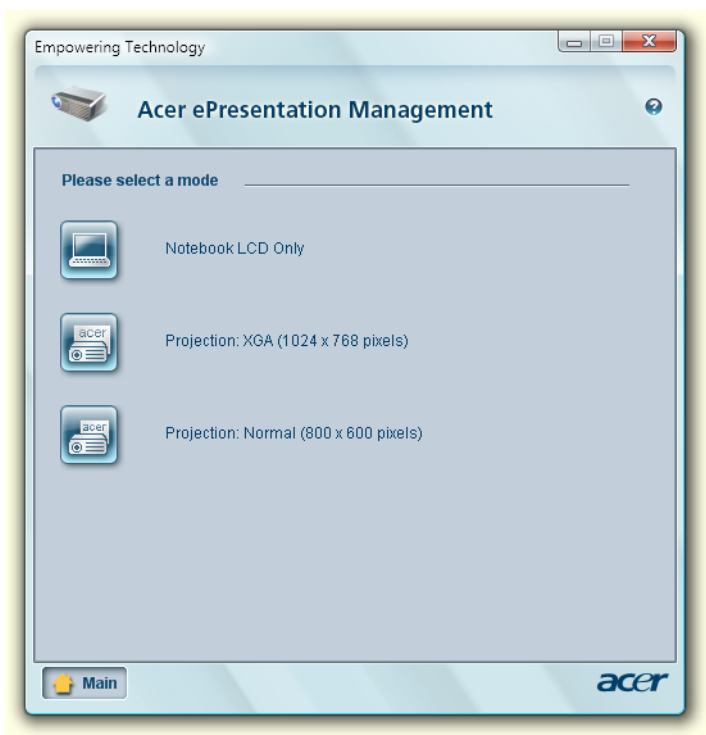 Empowering Technology
Acer ePresentation Management
Please select a mode
Notebook LCD Only
acer
Projection: XGA (1024 x 768 pixels)
acer
Projection: Normal (800 x 600 pixels)
Main
acer